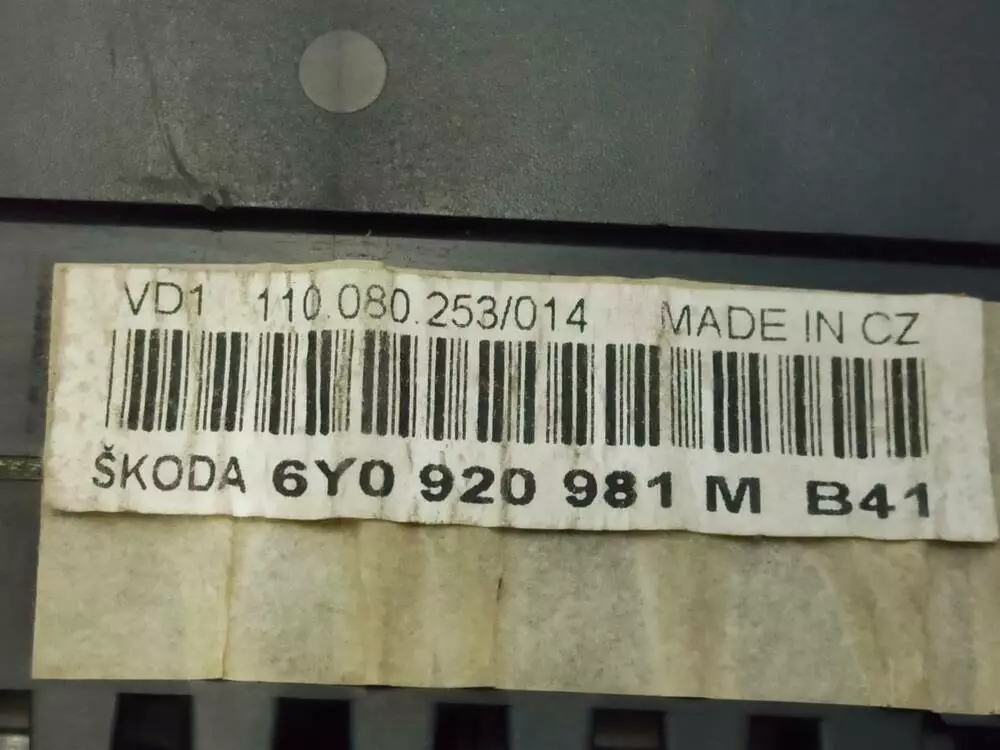 VD1 110.080.253/014 MADE IN CZ
ŠKODA 6Y0 920 981 M B41